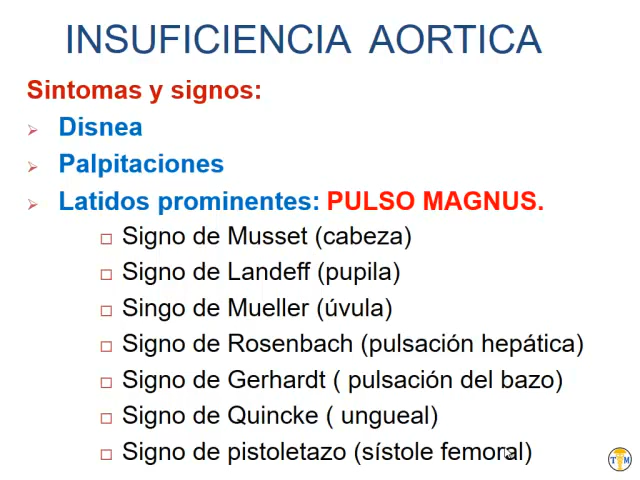 INSUFICIENCIA AORTICA
Sintomas y signos:
Disnea
Palpitaciones
Latidos prominentes: PULSO MAGNUS.
Signo de Musset (cabeza)
Signo de Landeff (pupila)
Singo de Mueller (úvula)
Signo de Rosenbach (pulsación hepática)
Signo de Gerhardt ( pulsación del bazo)
Signo de Quincke ( ungueal)
Signo de pistoletazo (sístole femoral)
T M